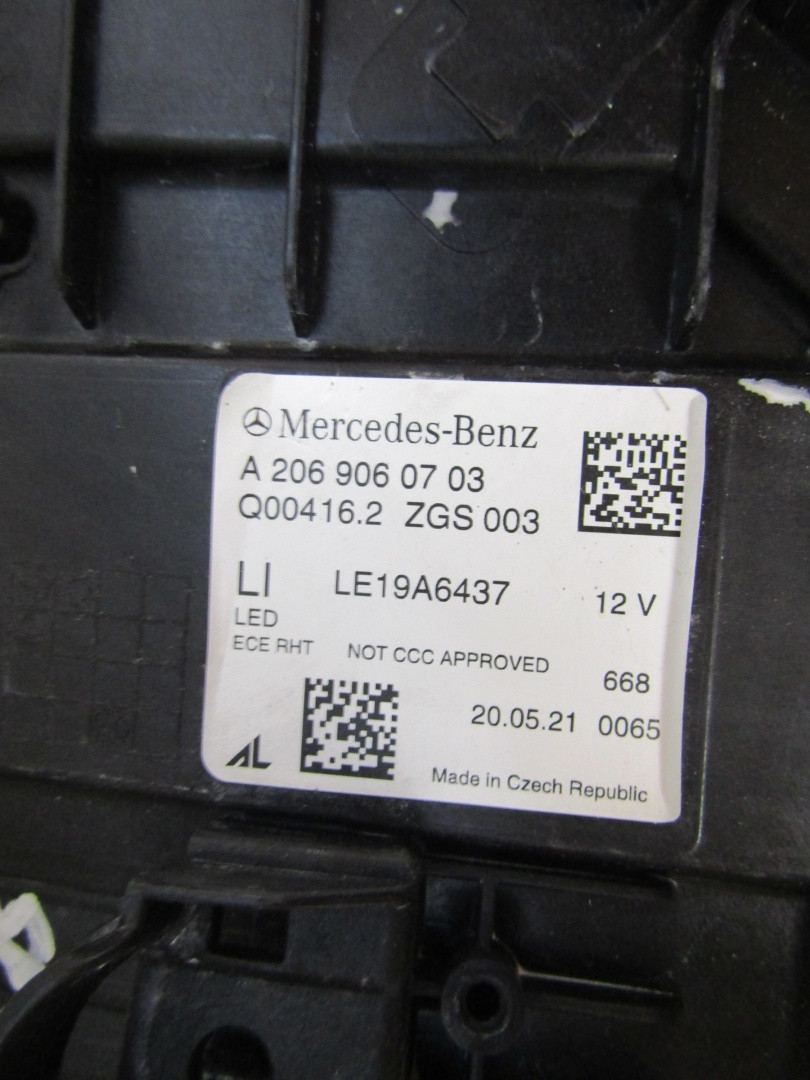 Mercedes-Benz
A 206 906 07 03
Q00416.2 ZGS 003
LI LE19A6437 12 V
LED
ECE RHT NOT CCC APPROVED 668
20.05.21 0065
AL
Made in Czech Republic